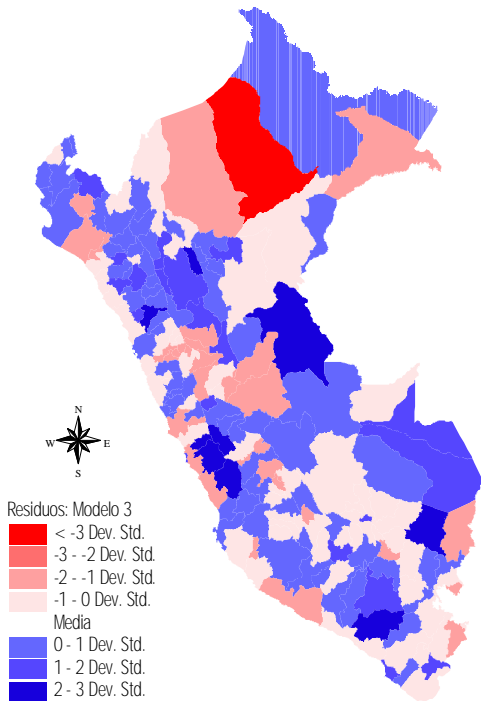 N
W E
S
Residuos: Modelo 3
< -3 Dev. Std.
-3 - -2 Dev. Std.
-2 - -1 Dev. Std.
-1 - 0 Dev. Std.
Media
0 - 1 Dev. Std.
1 - 2 Dev. Std.
2 - 3 Dev. Std.